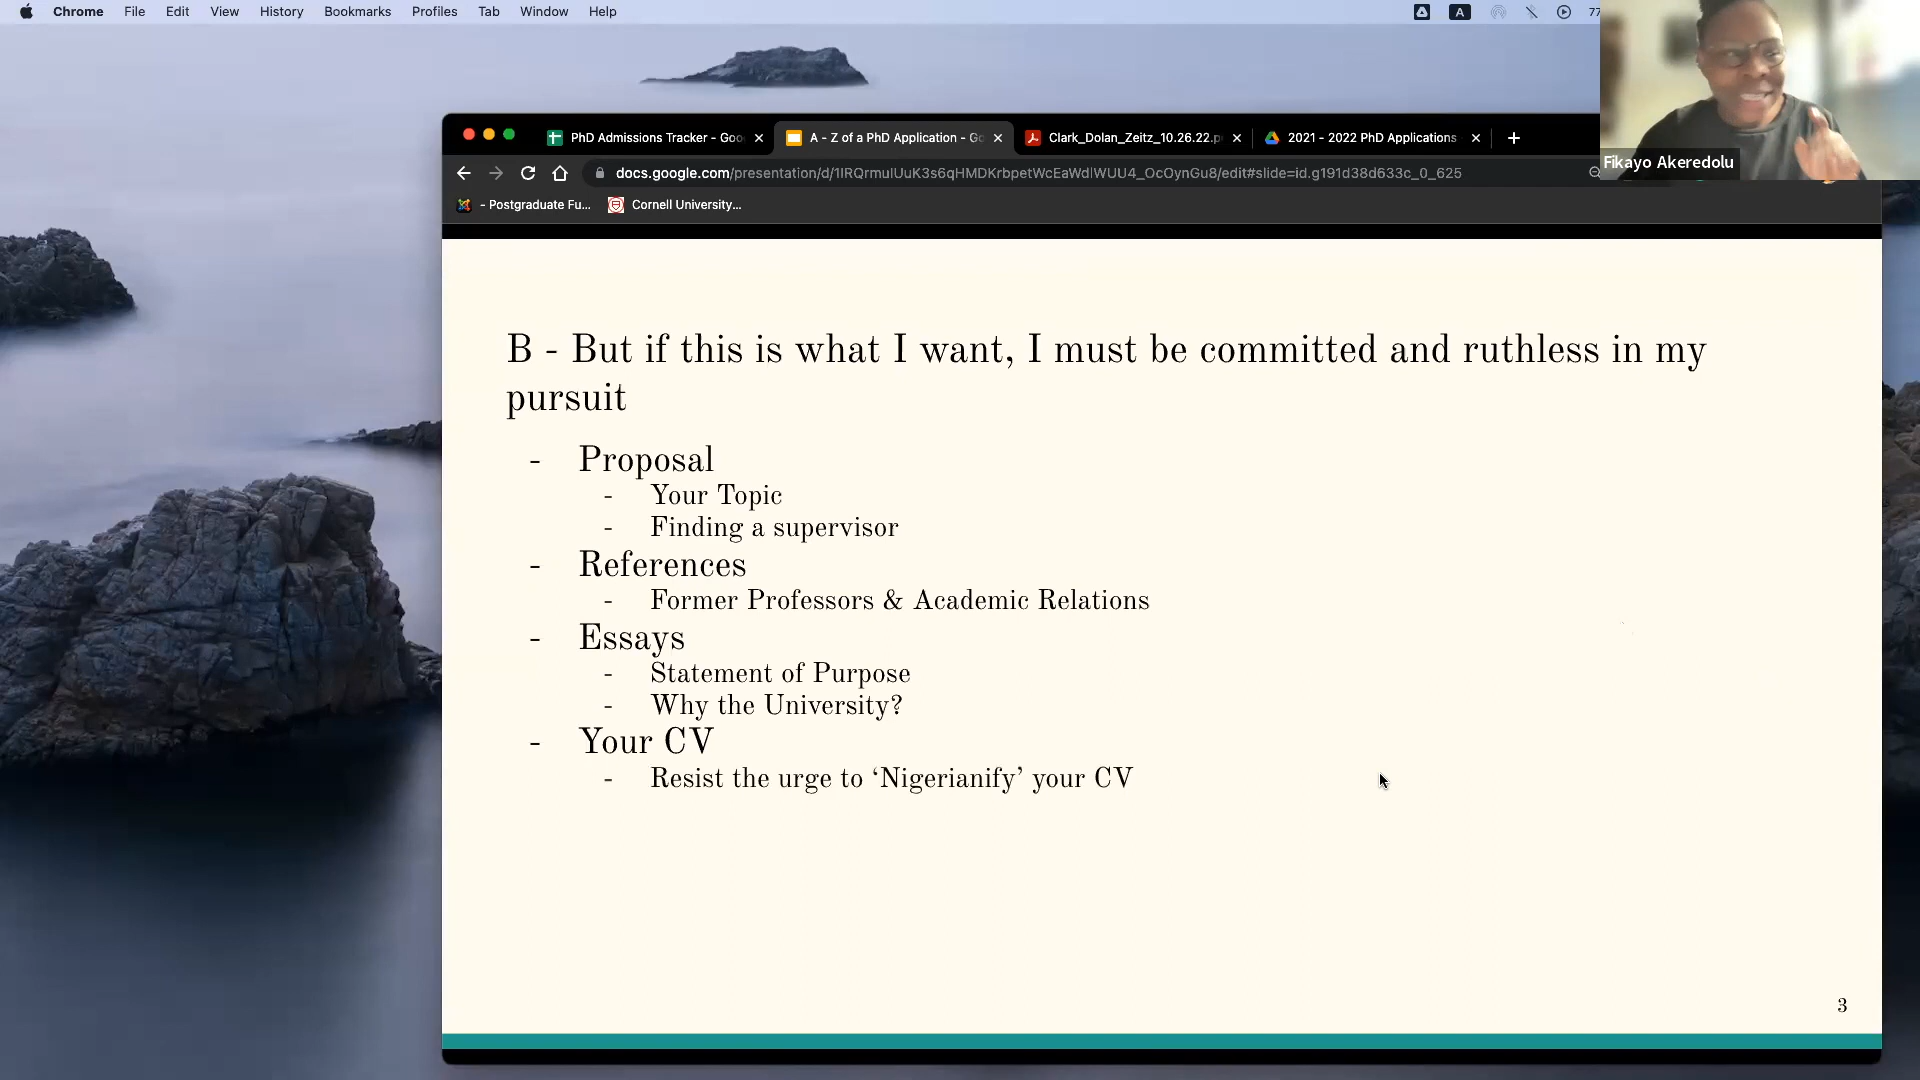 Chrome File Edit View History Bookmarks Profiles Tab Window Help
A
77
Fikayo Akeredolu
PhD Admissions Tracker - Goo
A - Z of a PhD Application - Go
Clark_Dolan_Zeitz_10.26.22.p
2021 - 2022 PhD Applications
docs.google.com/presentation/d/
/edit#slide=id.g191d38d633c_0_625
- Postgraduate Fu...
Cornell University...
B - But if this is what I want, I must be committed and ruthless in my
pursuit
- Proposal
- Your Topic
- Finding a supervisor
- References
- Former Professors & Academic Relations
- Essays
- Statement of Purpose
- Why the University?
- Your CV
- Resist the urge to ‘Nigerianify’ your CV
3